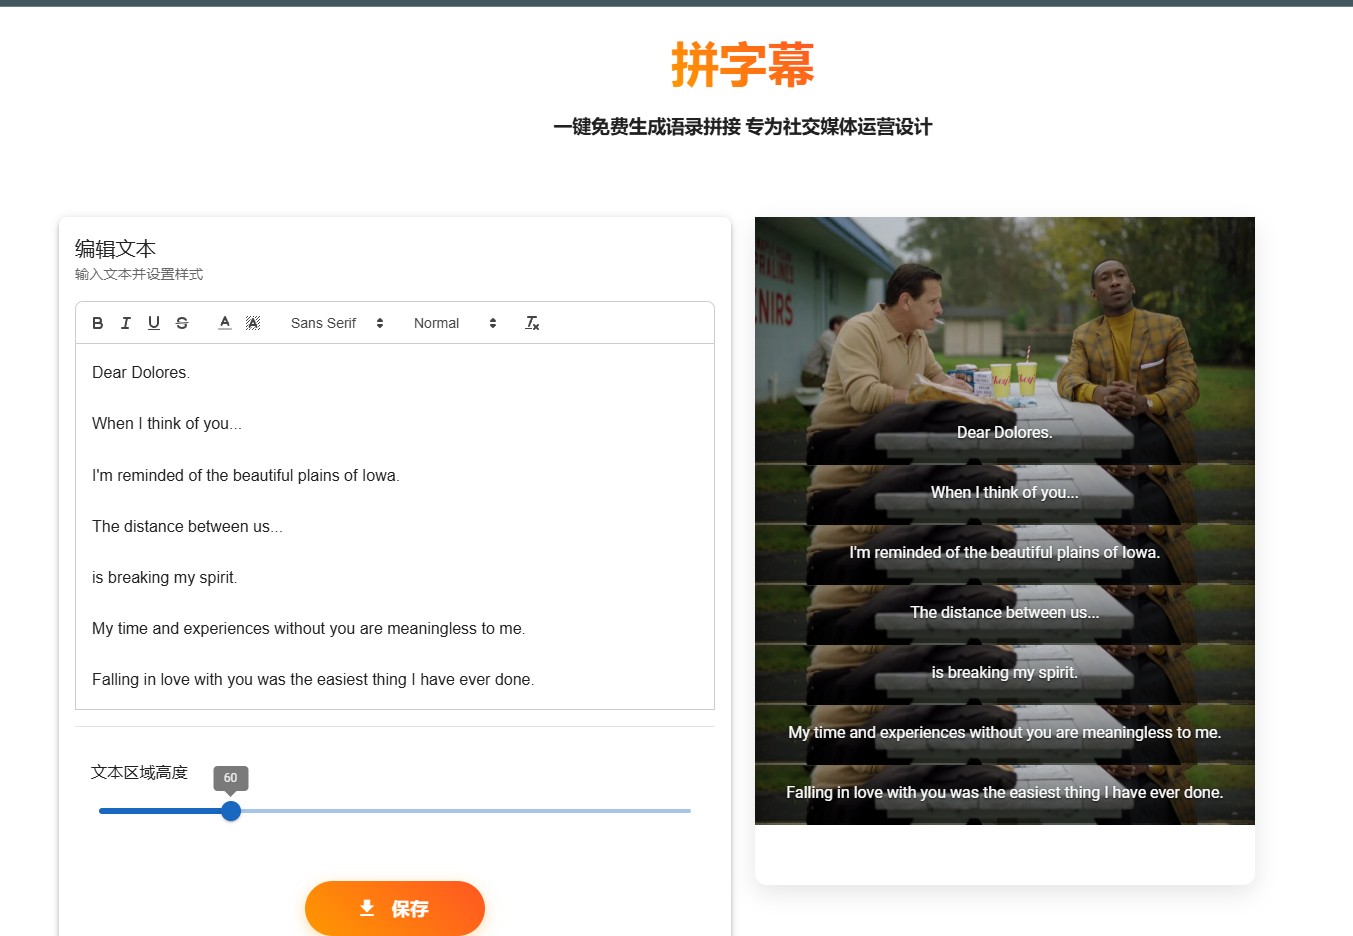 拼字幕
一键免费生成语录拼接 专为社交媒体运营设计
编辑文本
输入文本并设置样式
B I U S A A Sans Serif Normal Tx
Dear Dolores.
When I think of you...
I'm reminded of the beautiful plains of Iowa.
The distance between us...
is breaking my spirit.
My time and experiences without you are meaningless to me.
Falling in love with you was the easiest thing I have ever done.
文本区域高度
60
保存
PRALINES
Dear Dolores.
When I think of you...
I'm reminded of the beautiful plains of Iowa.
The distance between us...
is breaking my spirit.
My time and experiences without you are meaningless to me.
Falling in love with you was the easiest thing I have ever done.